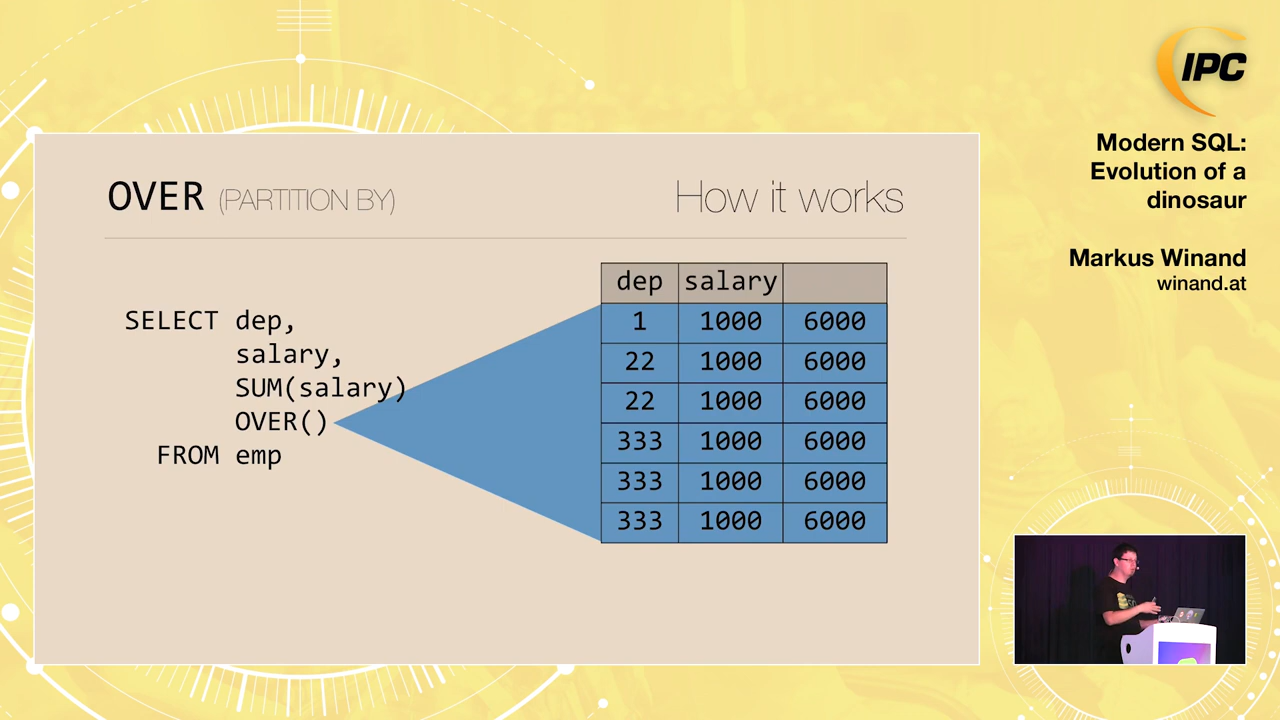 IPC
Modern SQL:
Evolution of a
dinosaur
Markus Winand
winand.at
OVER (PARTITION BY)
How it works
SELECT dep,
salary,
SUM(salary)
OVER()
FROM emp
dep salary
1 1000 6000
22 1000 6000
22 1000 6000
333 1000 6000
333 1000 6000
333 1000 6000